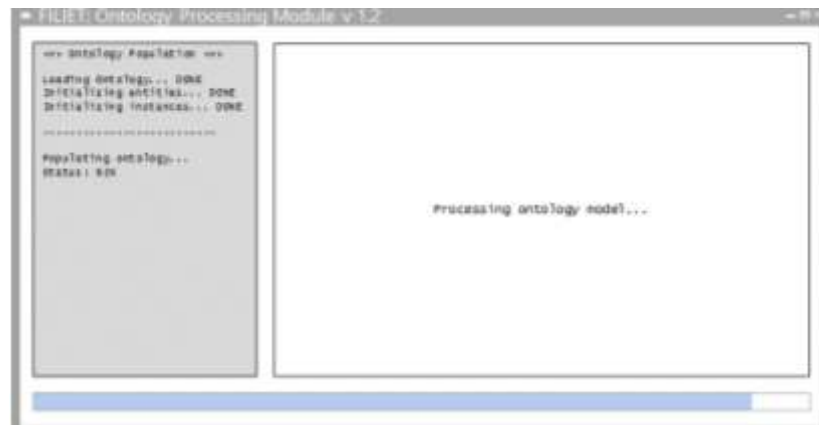 FILIET: Ontology Processing Module v 1.2
==> Ontology Population <==
Loading Ontology... DONE
Initializing entities... DONE
Initializing instances... DONE
--------------------------
Populating ontology...
Status:
Processing ontology model...